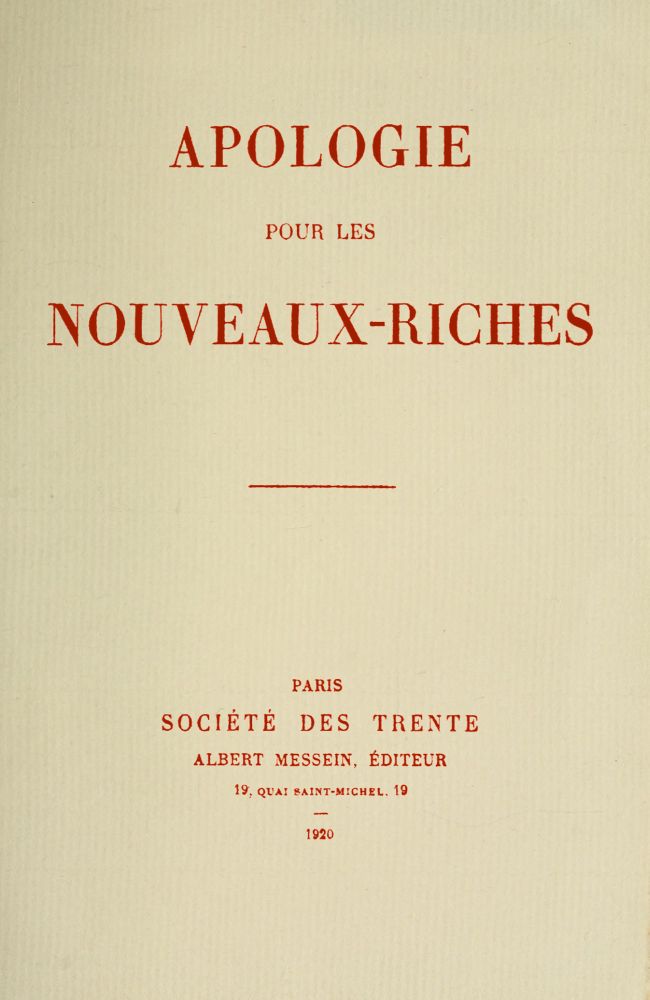 APOLOGIE
POUR LES
NOUVEAUX-RICHES
PARIS
SOCIÉTÉ DES TRENTE
ALBERT MESSEIN, ÉDITEUR
19, QUAI SAINT-MICHEL, 19
1920